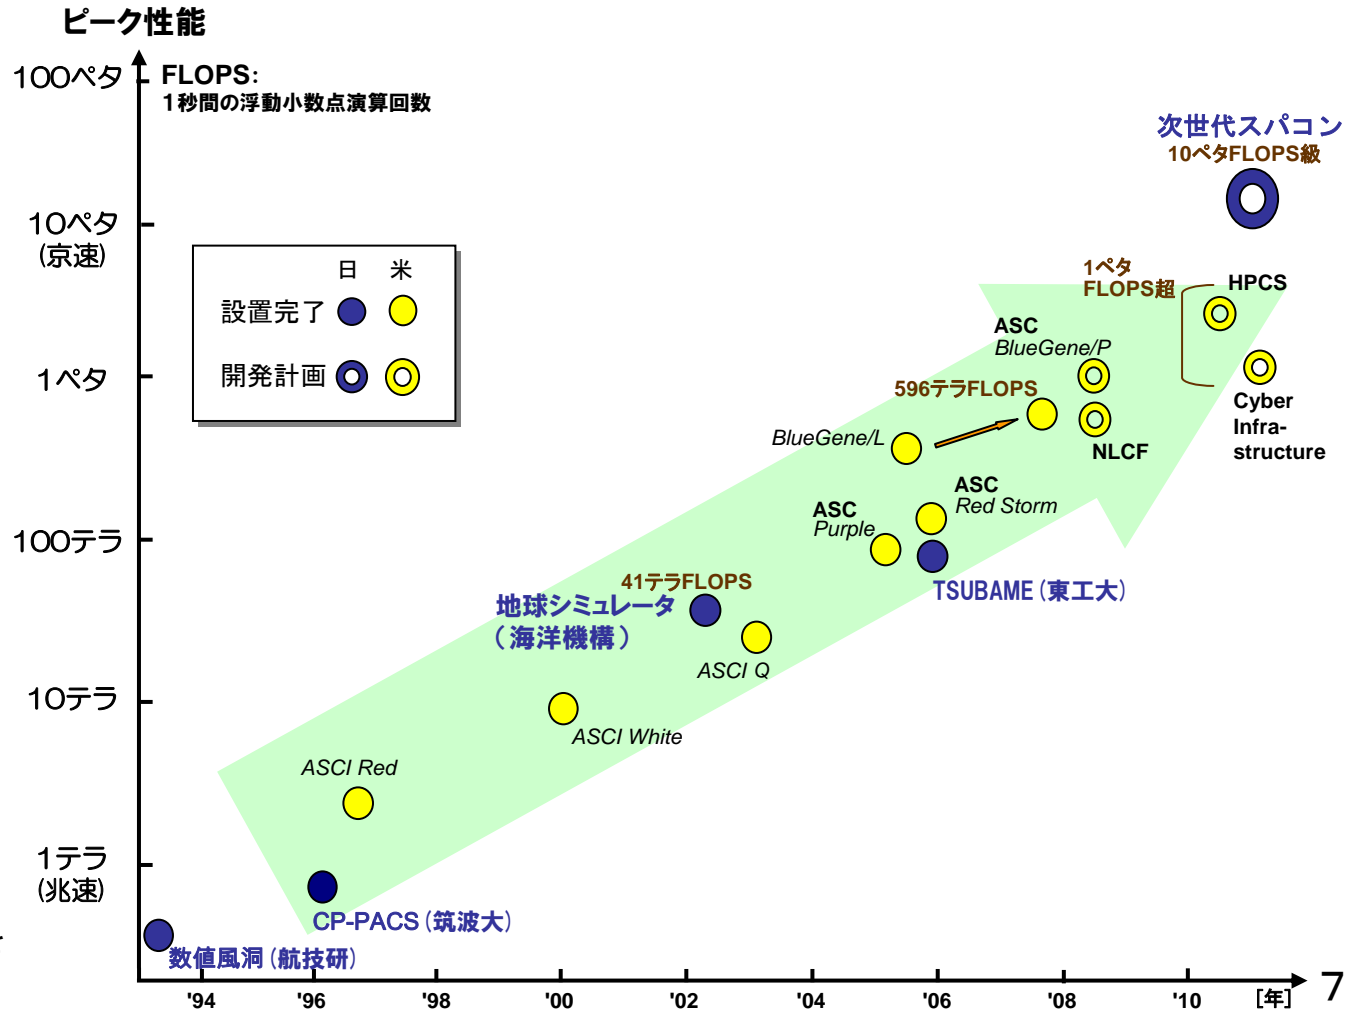 ピーク性能
100ペタ
FLOPS:
1秒間の浮動小数点演算回数
次世代スパコン
10ペタFLOPS級
10ペタ
(京速)
日 米
設置完了
開発計画
1ペタ
FLOPS超
HPCS
ASC
BlueGene/P
1ペタ
596テラFLOPS
Cyber
Infra-
structure
BlueGene/L
NLCF
ASC
Red Storm
ASC
Purple
100テラ
41テラFLOPS
TSUBAME(東工大)
地球シミュレータ
(海洋機構)
ASCI Q
10テラ
ASCI White
ASCI Red
1テラ
(兆速)
CP-PACS(筑波大)
数値風洞(航技研)
'94 '96 '98 '00 '02 '04 '06 '08 '10 [年]
7